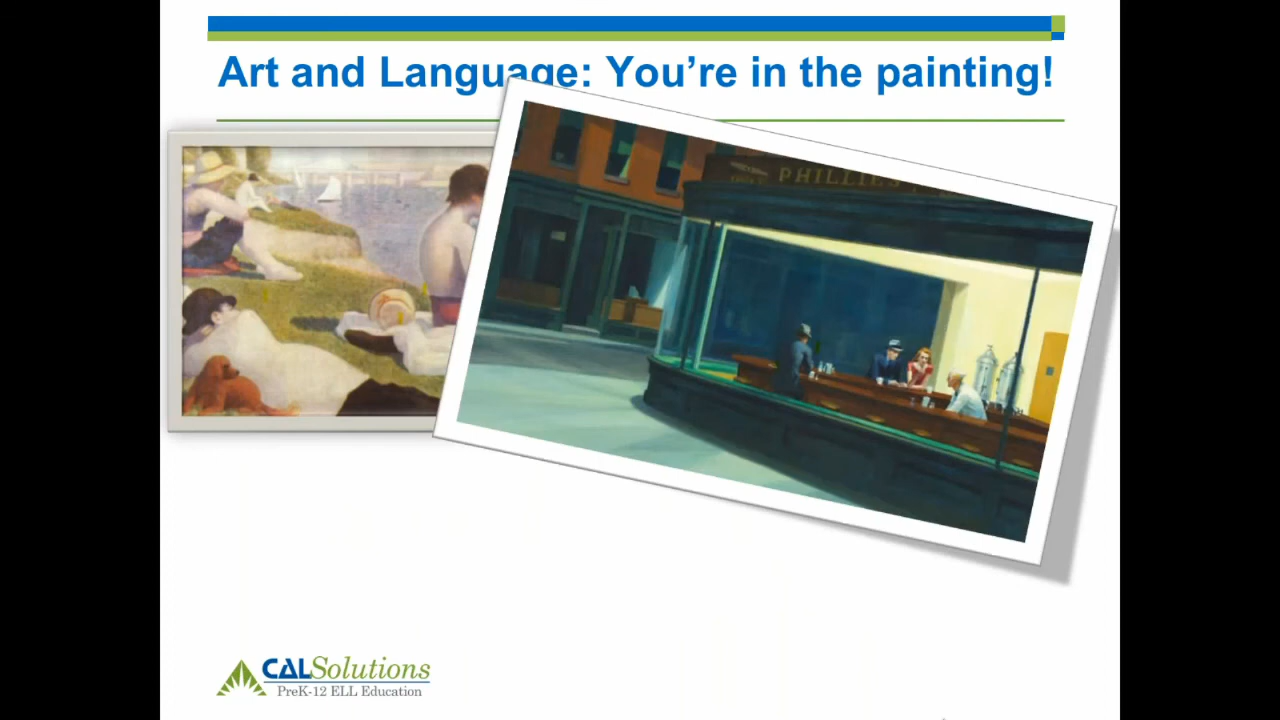 Art and Language: You're in the painting!
PHILLIES
CALSolutions
PreK-12 ELL Education